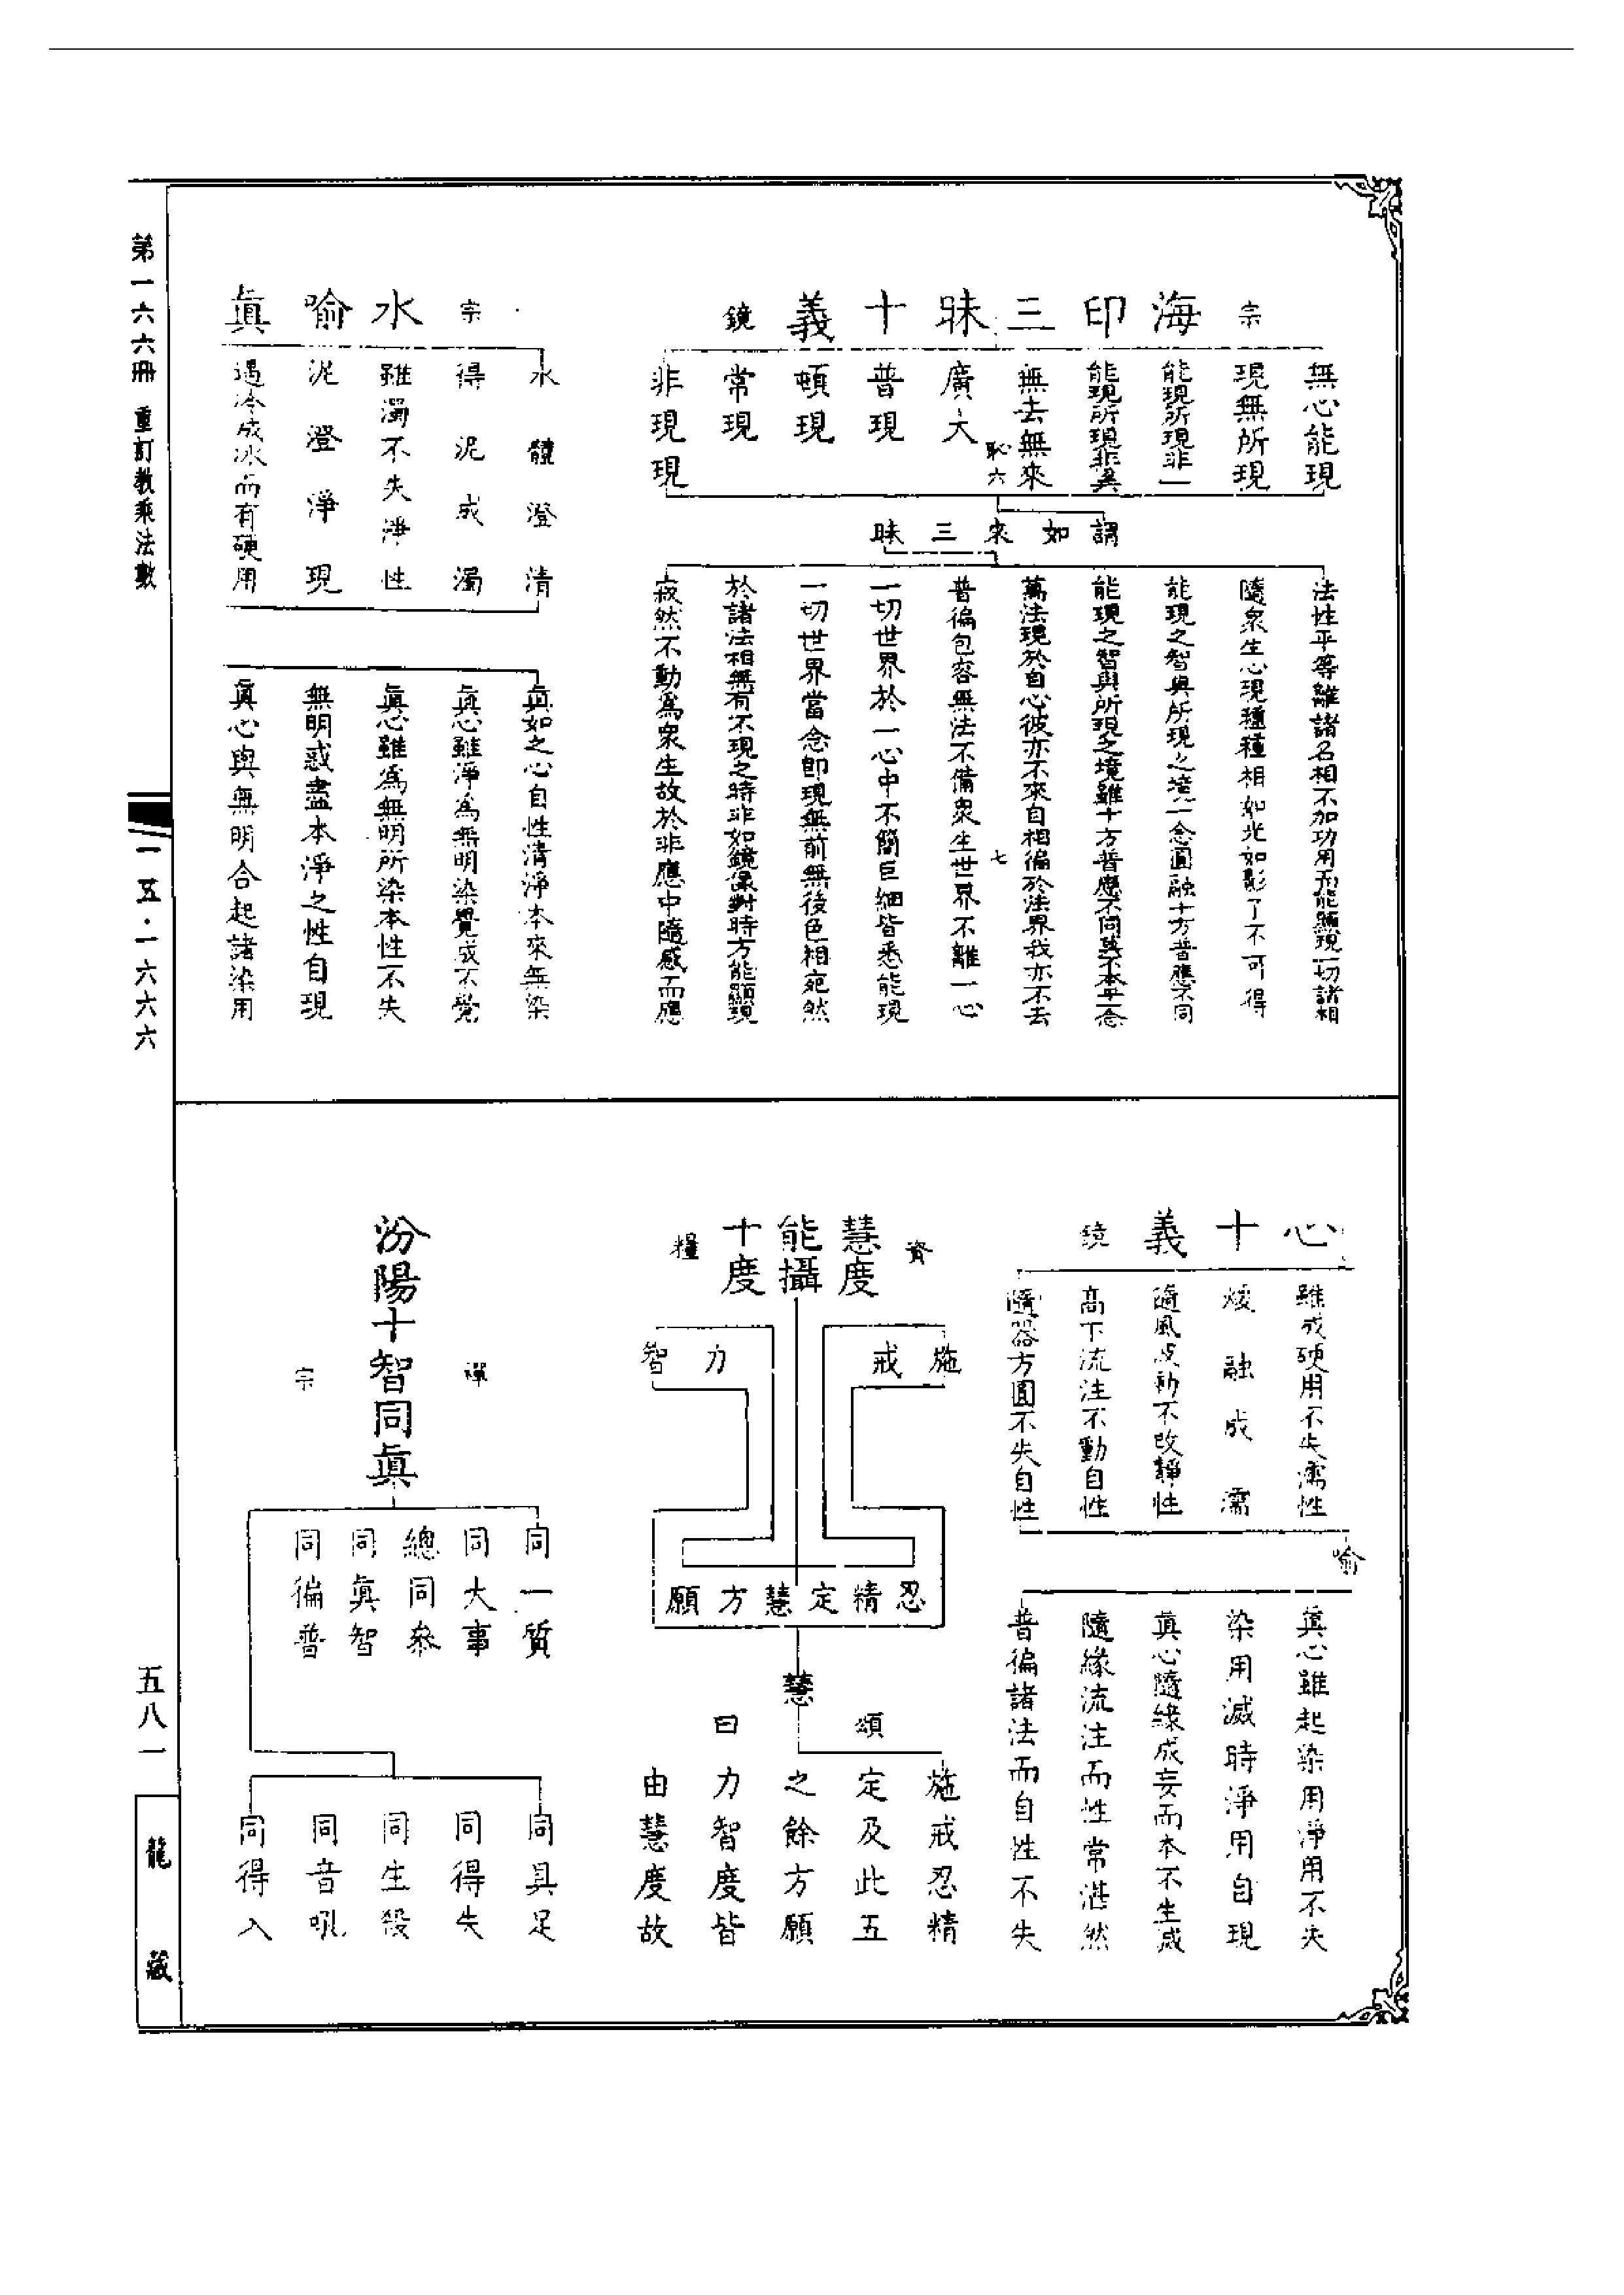 宗
海印三昧十義
鏡
無心能現
現無所現
能現所現非一
能現所現非異
無去無來
廣大
普現
頓現
常現
非現現
恥六
謂如來三昧
法性平等離諸名相不加功用而能顯現一切諸相
隨衆生心現種種相如光如影了不可得
能現之智與所現之境一念圓融十方普應不同
能現之智與所現之境雖十方普應不同
萬法現於自心彼亦不來自相徧於法界我亦不去
普徧包容無法不備衆生世界不離一心
一切世界於一心中不簡巨細皆悉能現
一切世界當念即現無前無後色相宛然
於諸法相無有不現之時非如鏡像對時方能顯現
寂然不動爲衆生故於非應中隨感而應
七
宗
水喻眞
水體澄清
得泥成濁
雖濁不失淨性
泥澄淨現
遇冷成冰而有硬用
眞如之心自性清淨本來無染
眞心雖淨爲無明染覺成不覺
眞心雖爲無明所染本性不失
無明惑盡本淨之性自現
眞心與無明合起諸染用
心十義
鏡
雖成硬用不失濡性
煖融成濡
隨風波動不改靜性
高下流注不動自性
隨器方圓不失自性
喻
眞心雖起染用淨用不失
染用滅時淨用自現
眞心隨緣成妄而本不生滅
隨緣流注而性常湛然
普徧諸法而自性不失
資
慧度
能攝
十度
糧
施戒
力智
忍精定慧方願
慧
頌曰
施戒忍精
定及此五
之餘方願
力智度皆
由慧度故
禪
汾陽十智同眞
宗
同一質
同大事
總同參
同眞智
同徧普
同具足
同得失
同生殺
同音吼
同得入
第一六六冊 重訂教乘法數
一五·一六六六
五八一
龍藏